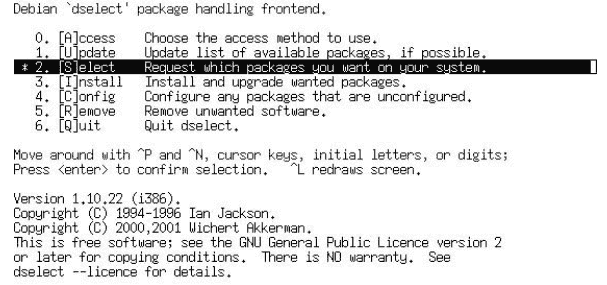 Debian `dselect' package handling frontend.
0. [A]ccess Choose the access method to use.
1. [U]pdate Update list of available packages, if possible.
* 2. [S]elect Request which packages you want on your system.
3. [I]nstall Install and upgrade wanted packages.
4. [C]onfig Configure any packages that are unconfigured.
5. [R]emove Remove unwanted software.
6. [Q]uit Quit dselect.
Move around with ^P and ^N, cursor keys, initial letters, or digits;
Press <enter> to confirm selection. ^L redraws screen.
Version 1.10.22 (i386).
Copyright (C) 1994-1996 Ian Jackson.
Copyright (C) 2000,2001 Wichert Akkerman.
This is free software; see the GNU General Public Licence version 2
or later for copying conditions. There is NO warranty. See
dselect --licence for details.